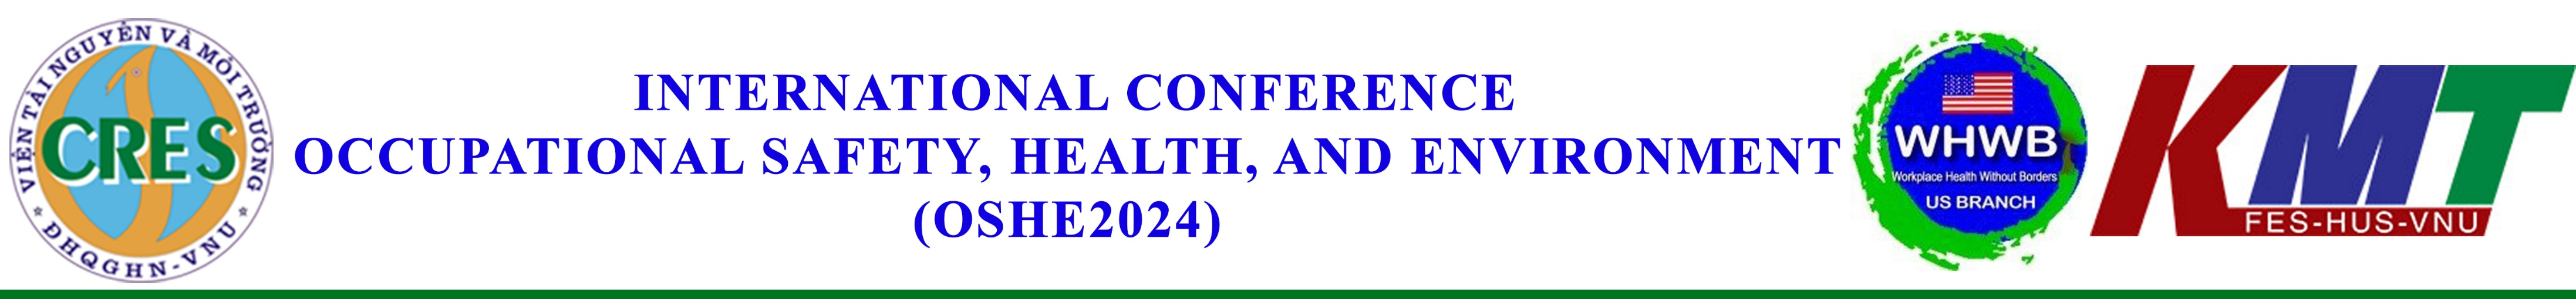 VIỆN TÀI NGUYÊN VÀ MÔI TRƯỜNG
CRES
ĐHQGHN-VNU
INTERNATIONAL CONFERENCE
OCCUPATIONAL SAFETY, HEALTH, AND ENVIRONMENT
(OSHE2024)
WHWB
Workplace Health Without Borders
US BRANCH
KMT
FES-HUS-VNU